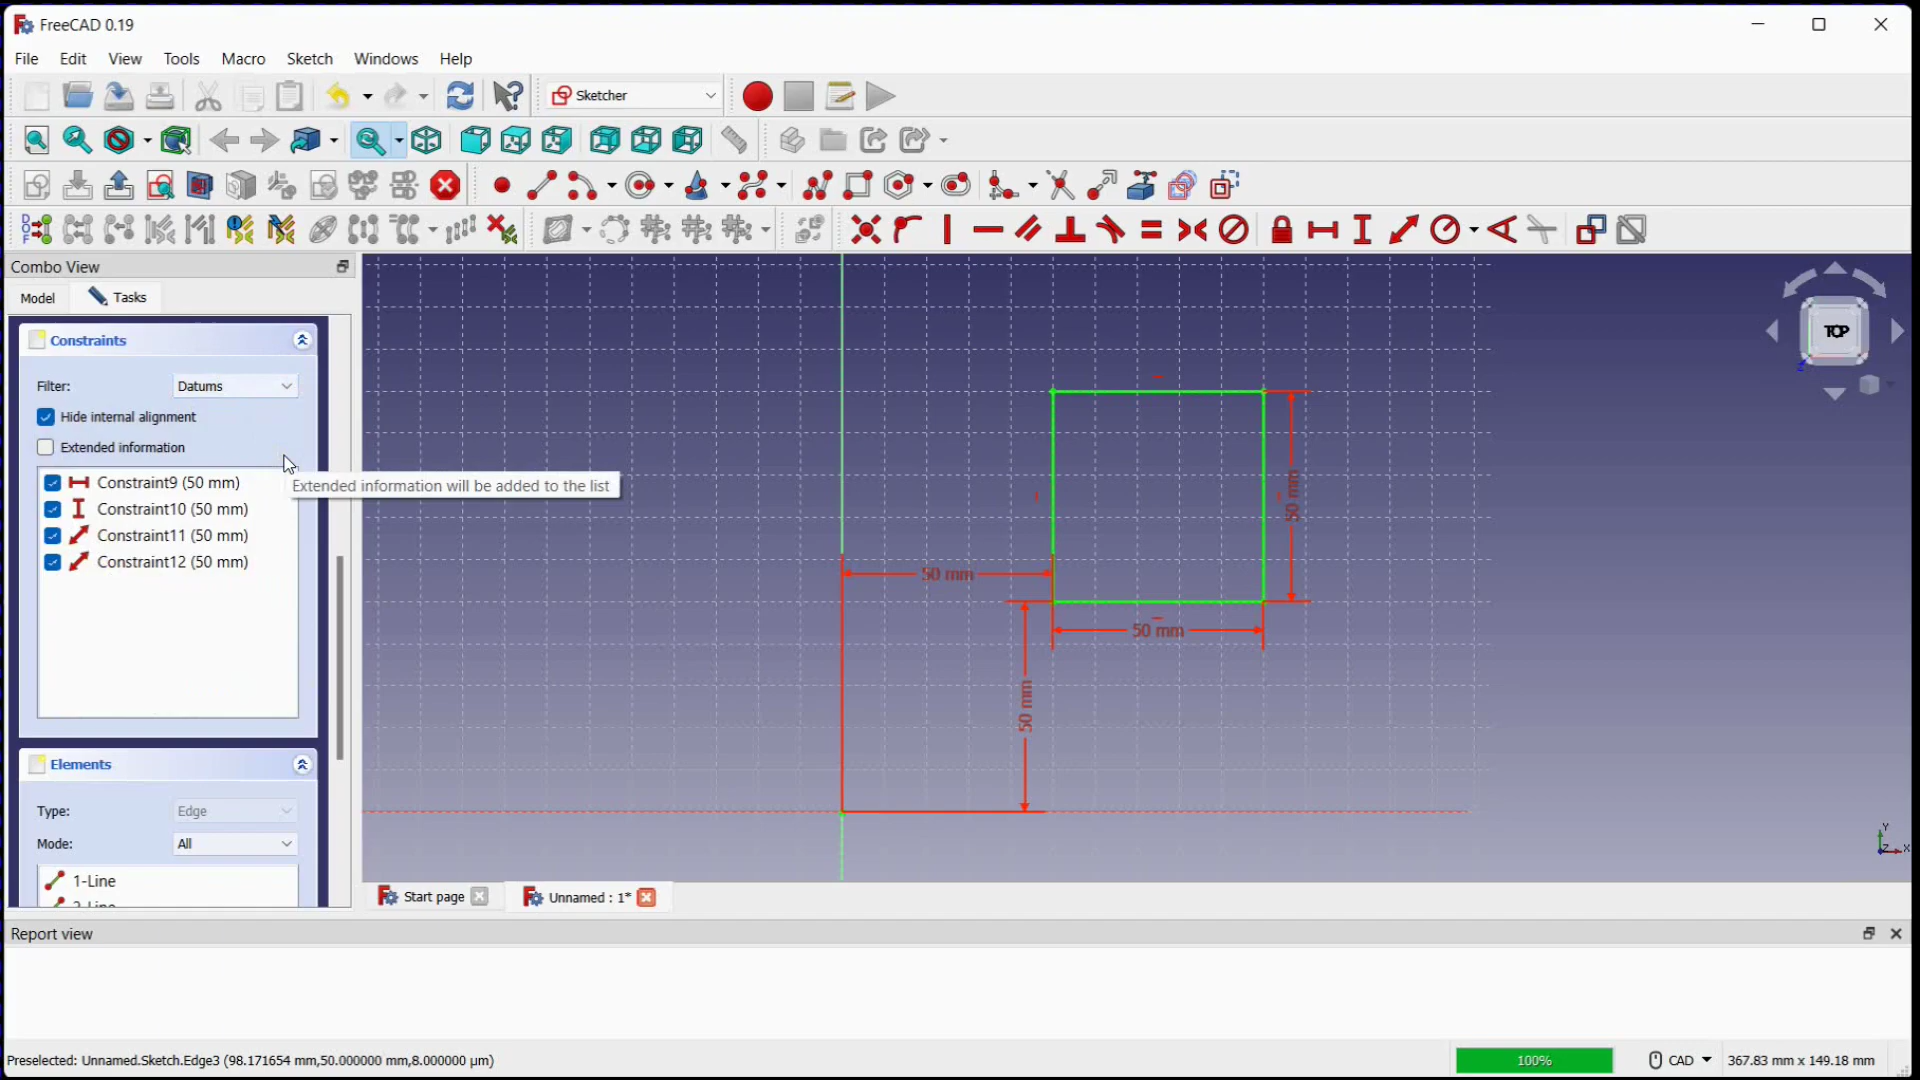 FreeCAD 0.19
File Edit View Tools Macro Sketch Windows Help
Sketcher
Combo View
Model Tasks
Constraints
Filter: Datums
Hide internal alignment
Extended information
Constraint9 (50 mm)
Extended information will be added to the list
Constraint10 (50 mm)
Constraint11 (50 mm)
Constraint12 (50 mm)
Elements
Type: Edge
Mode: All
1-Line
2-Line
TOP
Z
50 mm
50 mm
50 mm
50 mm
Y
Z
X
Start page
Unnamed : 1*
Report view
Preselected: Unnamed.Sketch.Edge3 (98.171654 mm,50.000000 mm,8.000000 µm)
100%
CAD
367.83 mm x 149.18 mm